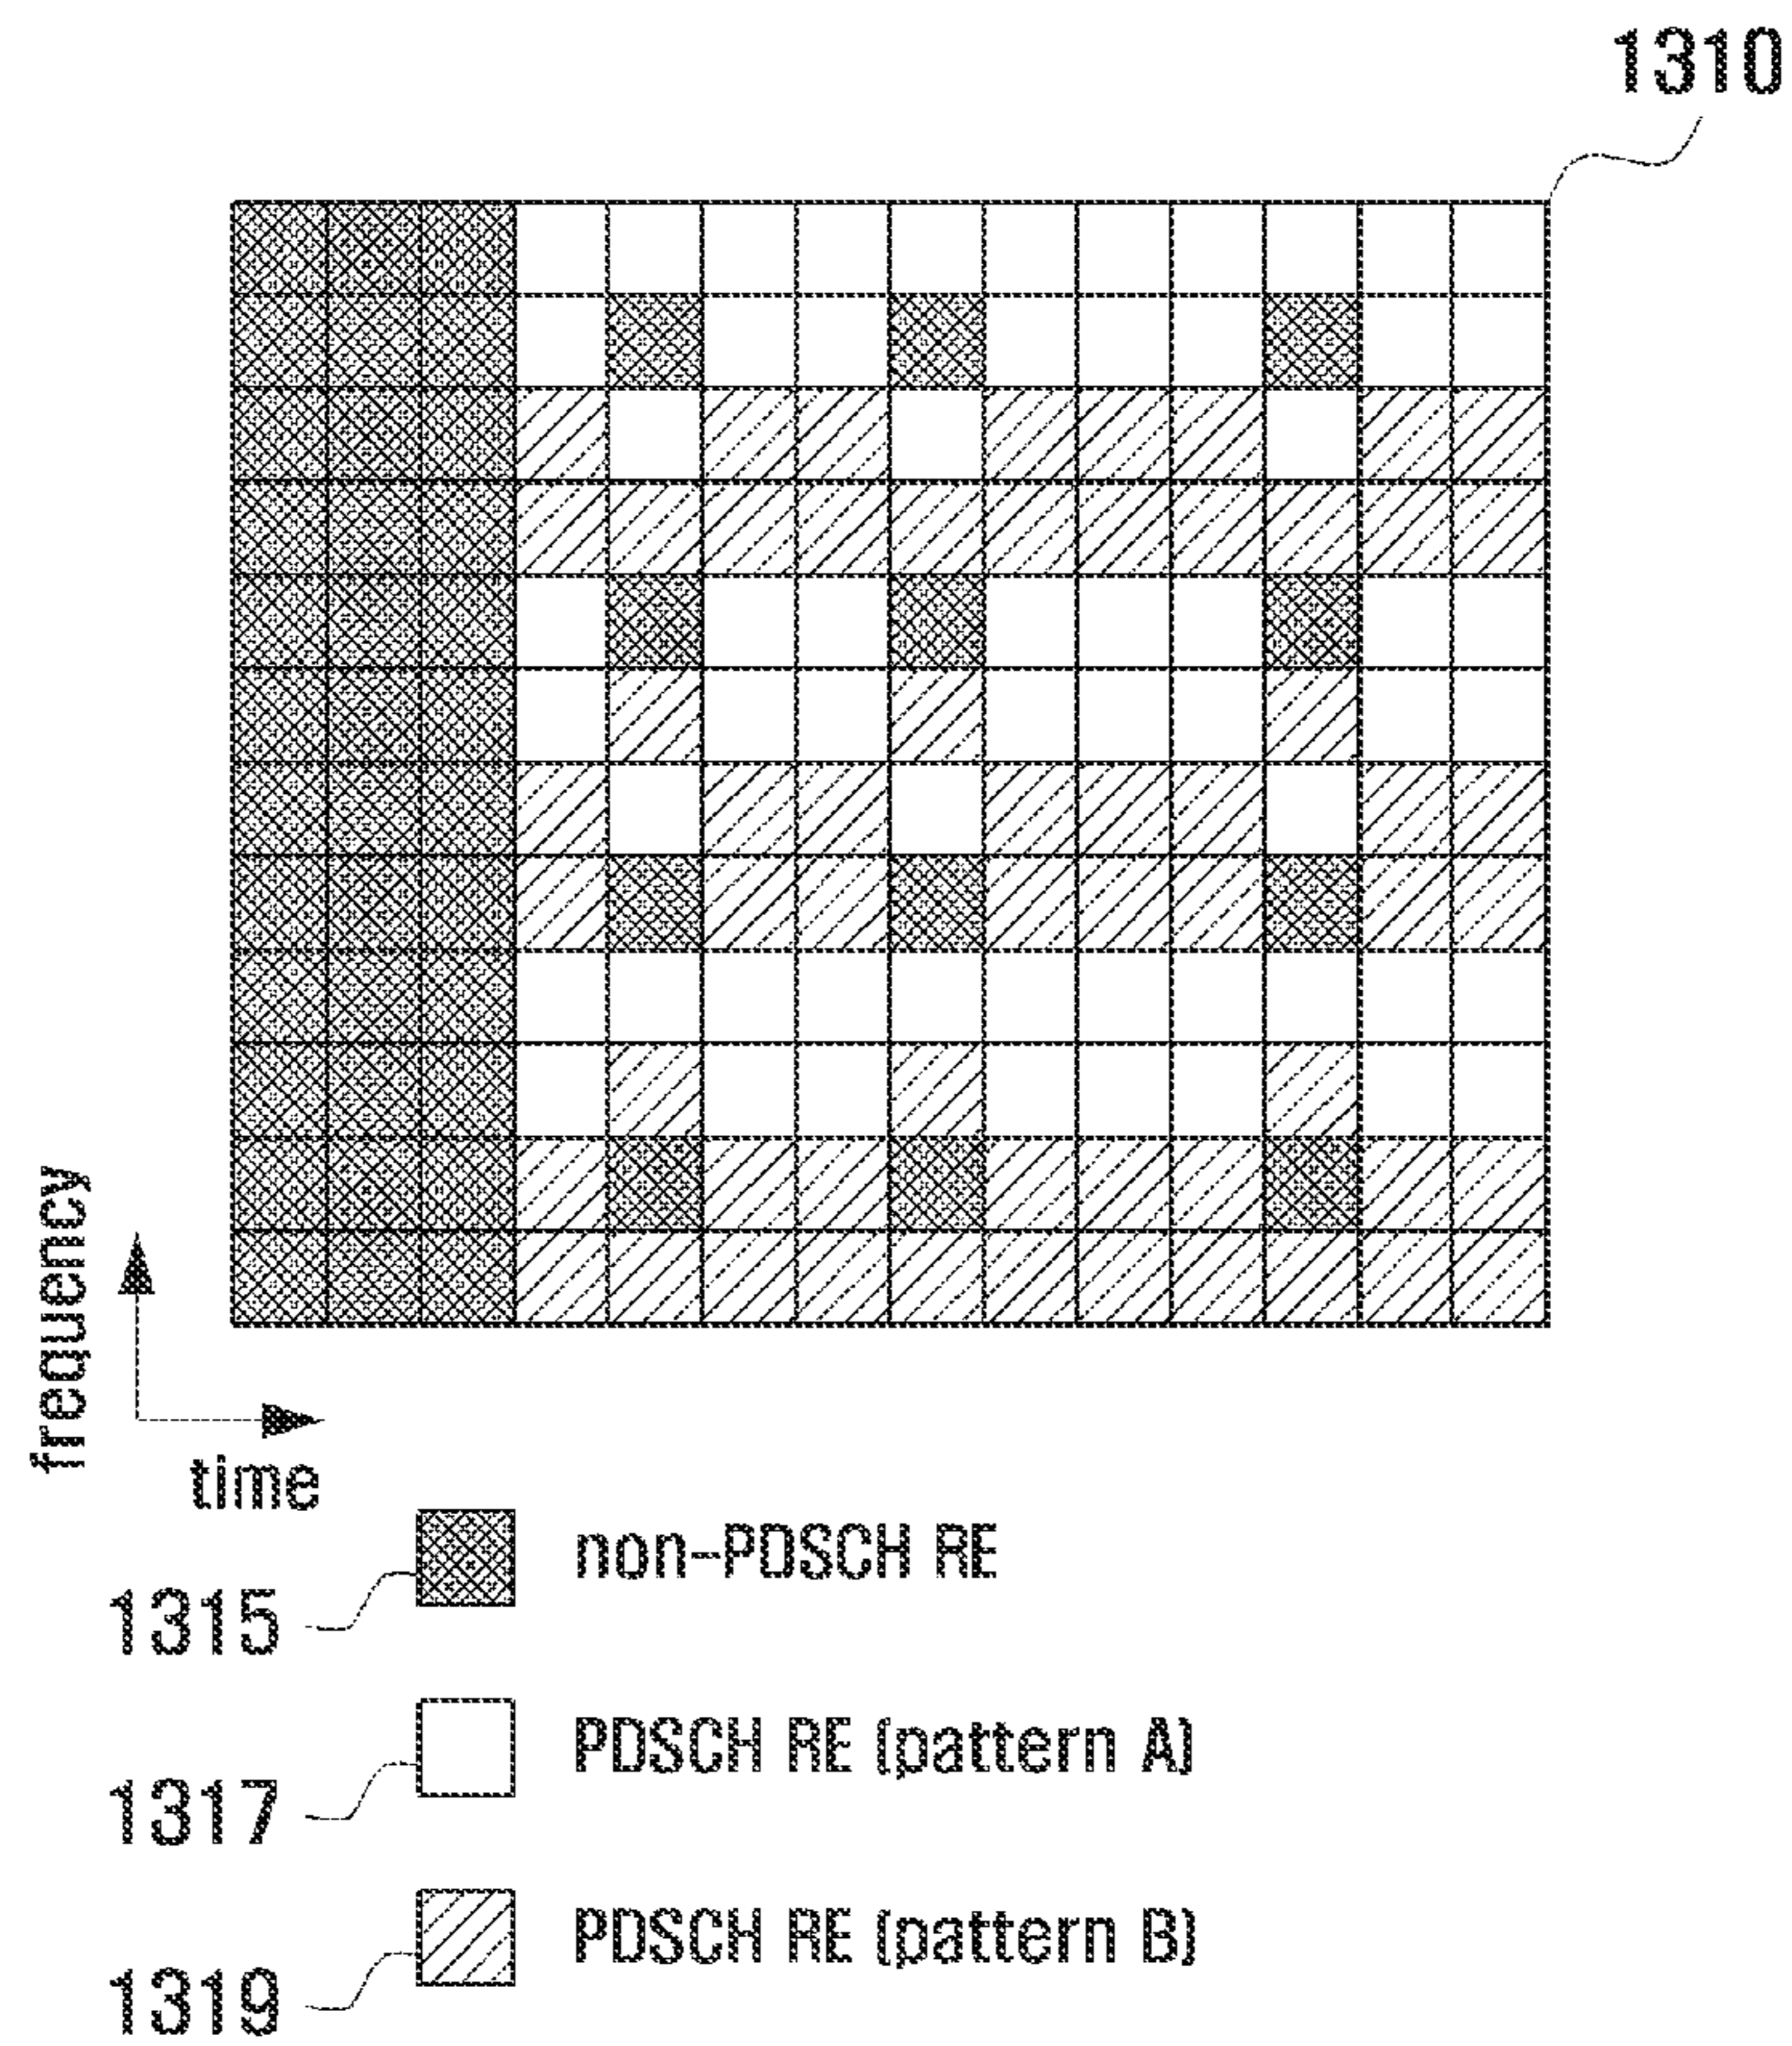 1310
frequency
time
non-PDSCH RE
1315
PDSCH RE (pattern A)
1317
PDSCH RE (pattern B)
1319